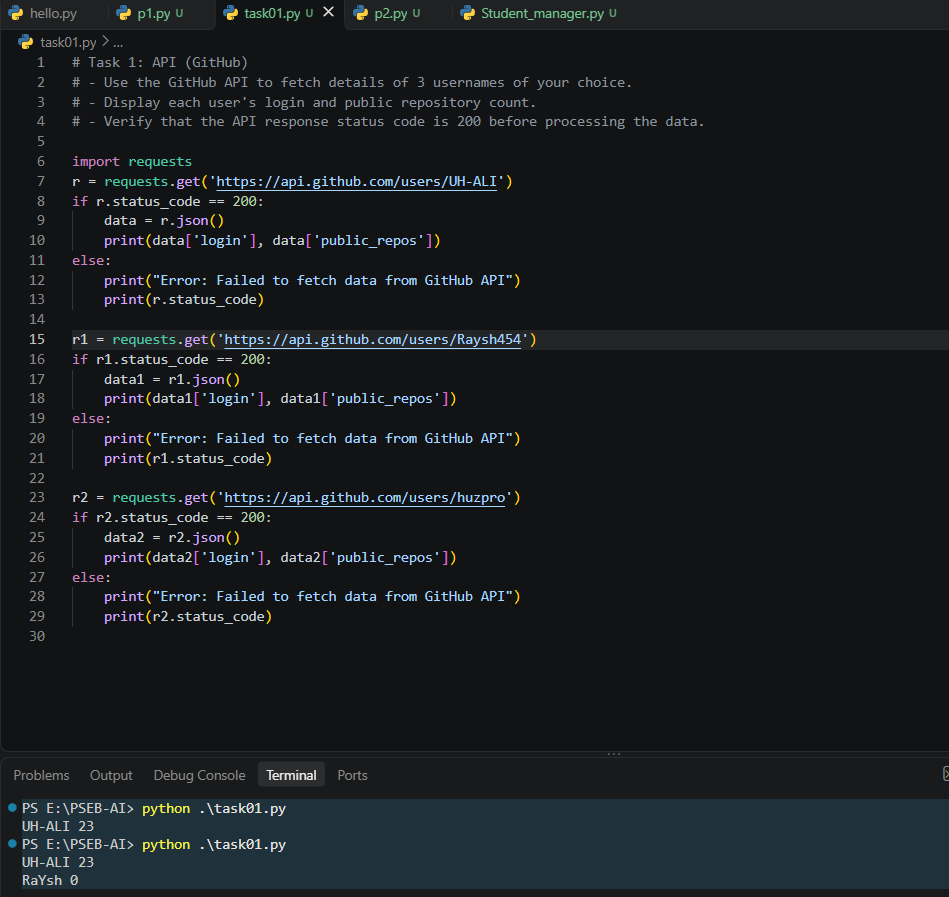 hello.py p1.py U task01.py U p2.py U Student_manager.py U
task01.py > ...
1 # Task 1: API (GitHub)
2 # - Use the GitHub API to fetch details of 3 usernames of your choice.
3 # - Display each user's login and public repository count.
4 # - Verify that the API response status code is 200 before processing the data.
5
6 import requests
7 r = requests.get('https://api.github.com/users/UH-ALI')
8 if r.status_code == 200:
9     data = r.json()
10     print(data['login'], data['public_repos'])
11 else:
12     print("Error: Failed to fetch data from GitHub API")
13     print(r.status_code)
14
15 r1 = requests.get('https://api.github.com/users/Raysh454')
16 if r1.status_code == 200:
17     data1 = r1.json()
18     print(data1['login'], data1['public_repos'])
19 else:
20     print("Error: Failed to fetch data from GitHub API")
21     print(r1.status_code)
22
23 r2 = requests.get('https://api.github.com/users/huzpro')
24 if r2.status_code == 200:
25     data2 = r2.json()
26     print(data2['login'], data2['public_repos'])
27 else:
28     print("Error: Failed to fetch data from GitHub API")
29     print(r2.status_code)
30
Problems Output Debug Console Terminal Ports
PS E:\PSEB-AI> python .\task01.py
UH-ALI 23
PS E:\PSEB-AI> python .\task01.py
UH-ALI 23
RaYsh 0